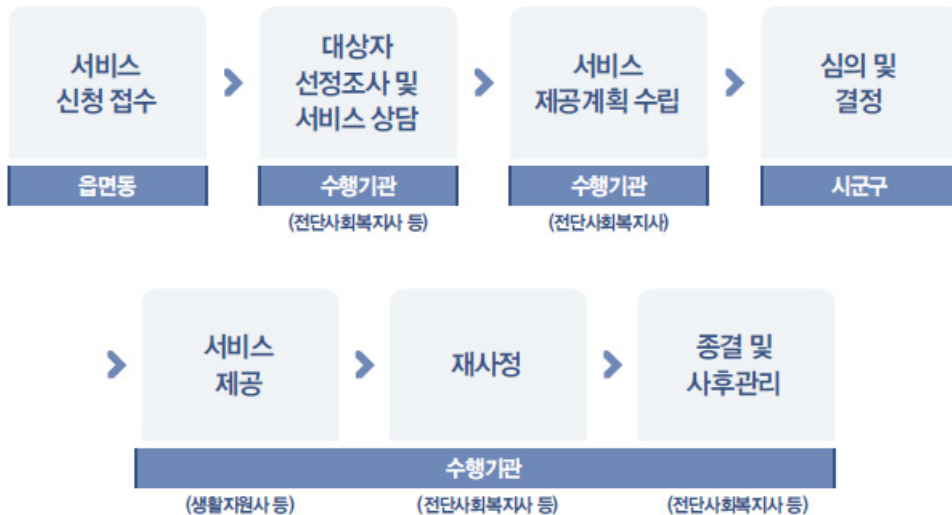 서비스
신청 접수
읍면동
대상자
선정조사 및
서비스 상담
수행기관
(전단사회복지사 등)
서비스
제공계획 수립
수행기관
(전단사회복지사)
심의 및
결정
시군구
서비스
제공
재사정
종결 및
사후관리
수행기관
(생활자원사 등)
(전단사회복지사 등)
(전단사회복지사 등)